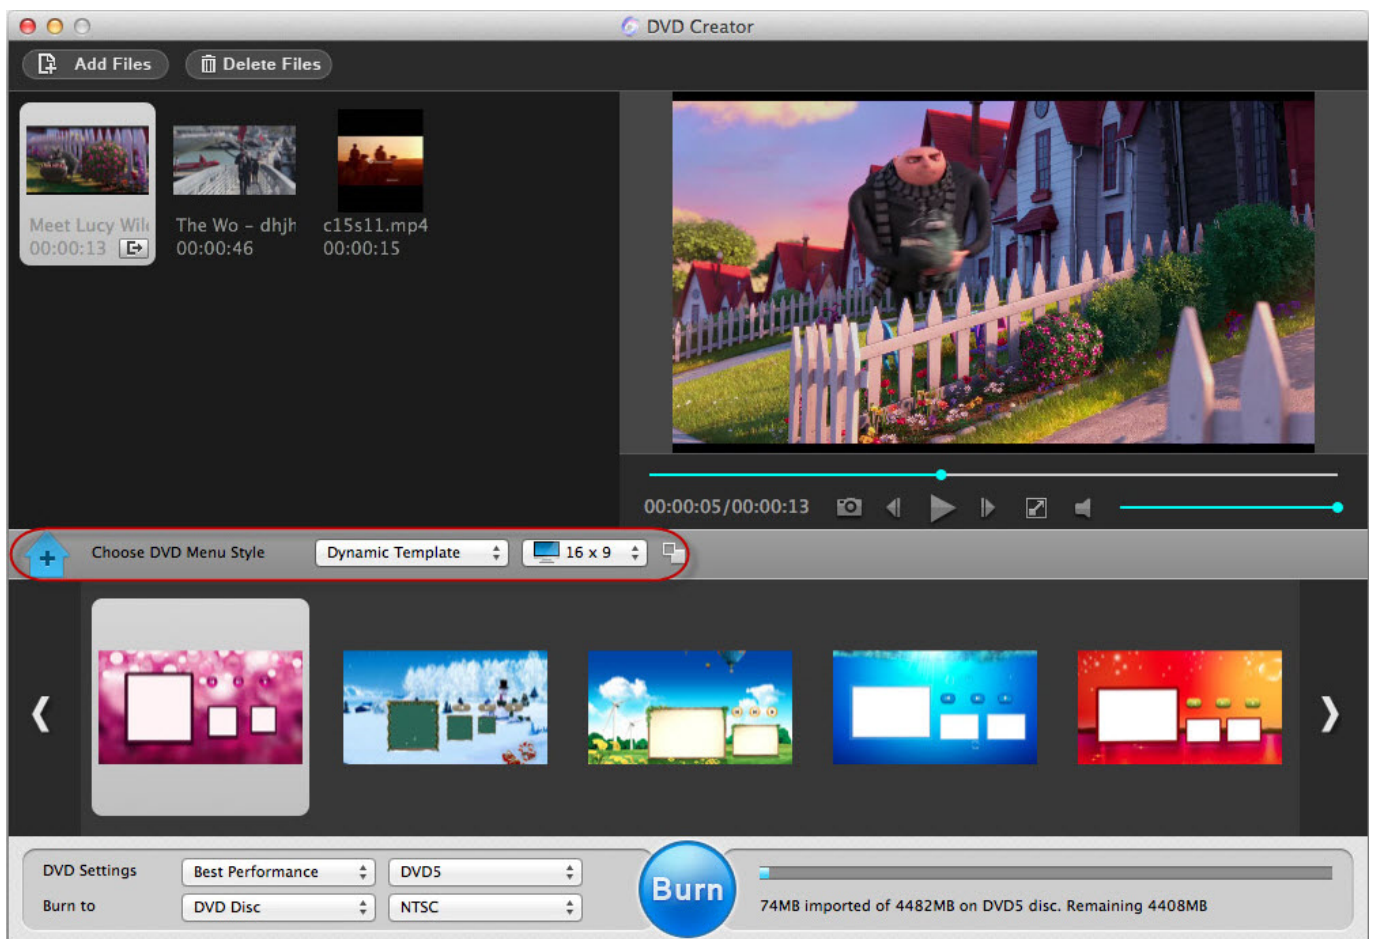 DVD Creator
Add Files
Delete Files
Meet Lucy Wil
00:00:13
The Wo - dhjh
00:00:46
c15s11.mp4
00:00:15
00:00:05/00:00:13
Choose DVD Menu Style
Dynamic Template
16 x 9
DVD Settings
Best Performance
DVD5
Burn to
DVD Disc
NTSC
Burn
74MB imported of 4482MB on DVD5 disc. Remaining 4408MB